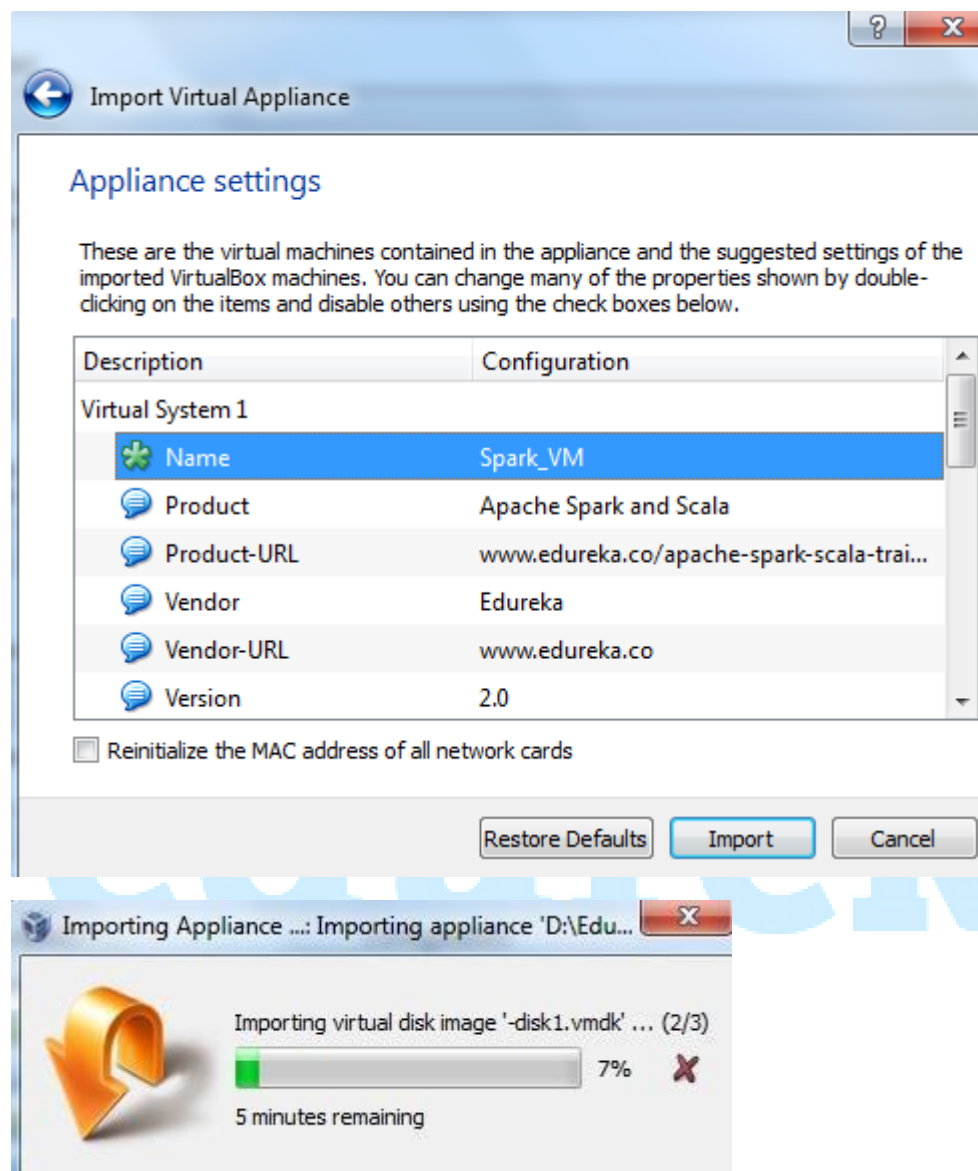 ?
Import Virtual Appliance
Appliance settings
These are the virtual machines contained in the appliance and the suggested settings of the
imported VirtualBox machines. You can change many of the properties shown by double-
clicking on the items and disable others using the check boxes below.
Description Configuration
Virtual System 1
Name Spark_VM
Product Apache Spark and Scala
Product-URL www.edureka.co/apache-spark-scala-trai...
Vendor Edureka
Vendor-URL www.edureka.co
Version 2.0
Reinitialize the MAC address of all network cards
Restore Defaults Import Cancel
Importing Appliance ...: Importing appliance 'D:\Edu...
Importing virtual disk image '-disk1.vmdk' ... (2/3)
7%
5 minutes remaining